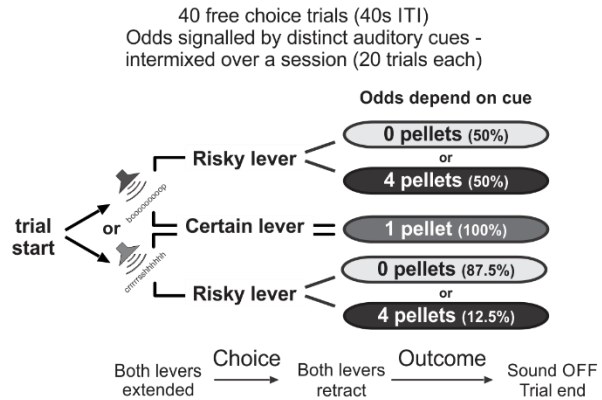 40 free choice trials (40s ITI)
Odds signalled by distinct auditory cues -
intermixed over a session (20 trials each)
Odds depend on cue
0 pellets (50%)
Risky lever
or
4 pellets (50%)
booooooooop
trial
start
or
Certain lever
1 pellet (100%)
crrrrrsshhhhhh
0 pellets (87.5%)
Risky lever
or
4 pellets (12.5%)
Both levers
extended
Choice
Both levers
retract
Outcome
Sound OFF
Trial end